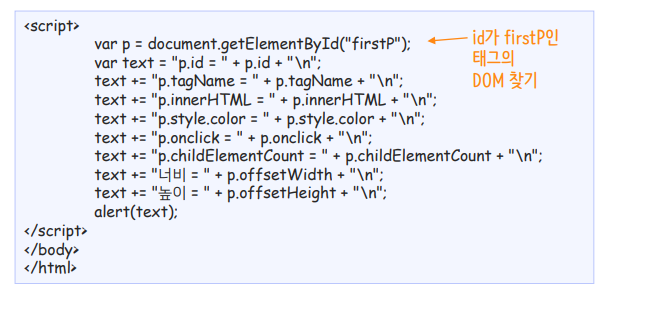 <script>
var p = document.getElementById("firstP");
var text = "p.id = " + p.id + "\n";
text += "p.tagName = " + p.tagName + "\n";
text += "p.innerHTML = " + p.innerHTML + "\n";
text += "p.style.color = " + p.style.color + "\n";
text += "p.onclick = " + p.onclick + "\n";
text += "p.childElementCount = " + p.childElementCount + "\n";
text += "너비 = " + p.offsetWidth + "\n";
text += "높이 = " + p.offsetHeight + "\n";
alert(text);
</script>
</body>
</html>
id가 firstP인
태그의
DOM 찾기